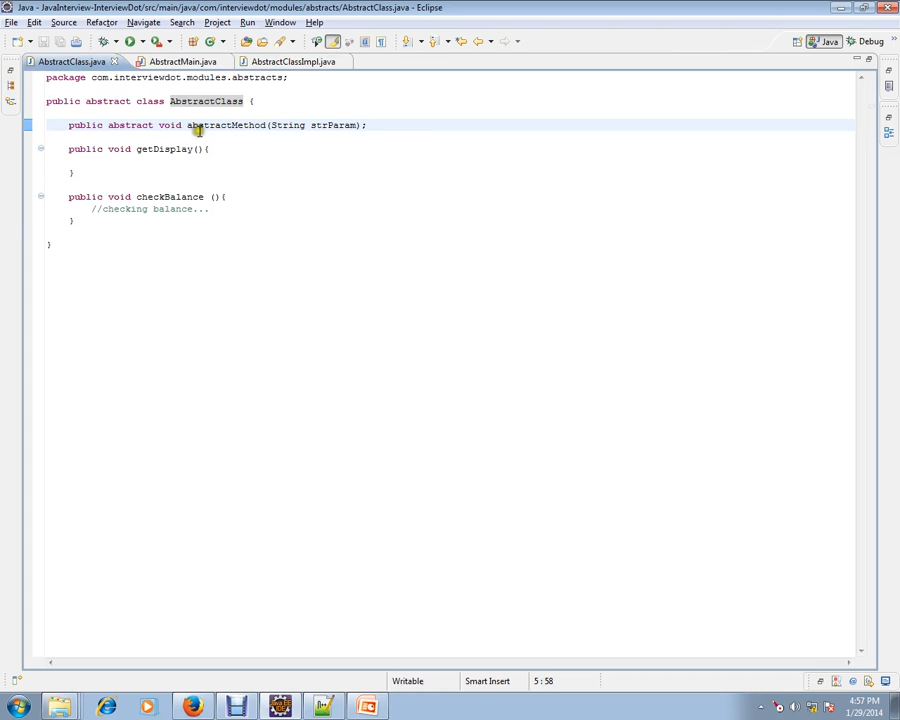 Java - JavaInterview-InterviewDot/src/main/java/com/interviewdot/modules/abstracts/AbstractClass.java - Eclipse
File Edit Source Refactor Navigate Search Project Run Window Help
Java Debug
AbstractClass.java AbstractMain.java AbstractClassImpl.java
package com.interviewdot.modules.abstracts;
public abstract class AbstractClass {
public abstract void abstractMethod(String strParam);
public void getDisplay(){
}
public void checkBalance (){
//checking balance...
}
}
Writable Smart Insert 5 : 58
4:57 PM
1/29/2014